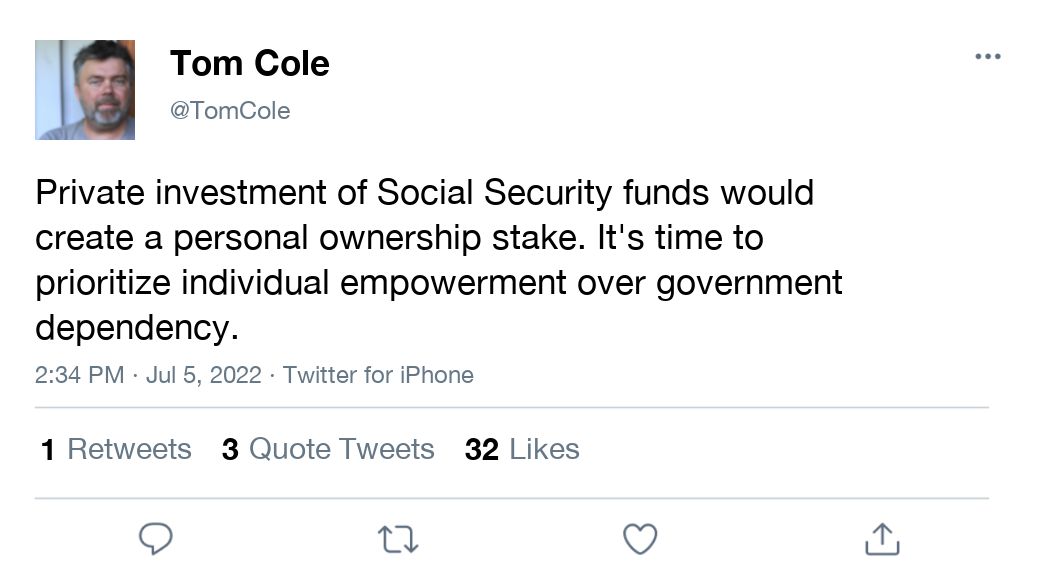 Tom Cole
@TomCole
Private investment of Social Security funds would
create a personal ownership stake. It's time to
prioritize individual empowerment over government
dependency.
2:34 PM · Jul 5, 2022 · Twitter for iPhone
1 Retweets 3 Quote Tweets 32 Likes